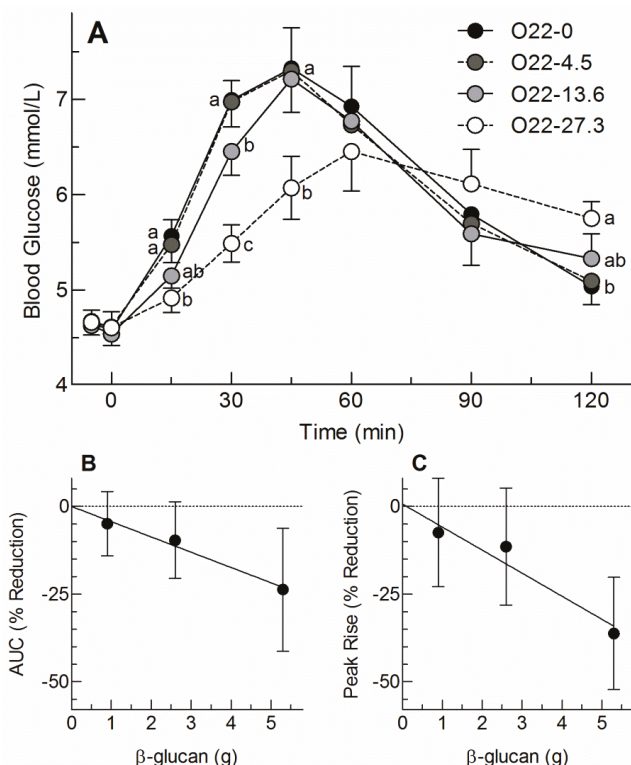 A
O22-0
O22-4.5
O22-13.6
O22-27.3
Blood Glucose (mmol/L)
7
6
5
4
a
a
a
ab
b
a
b
c
a
b
a
ab
b
0 30 60 90 120
Time (min)
B
AUC (% Reduction)
0
-25
-50
0 1 2 3 4 5
β-glucan (g)
C
Peak Rise (% Reduction)
0
-25
-50
0 1 2 3 4 5
β-glucan (g)